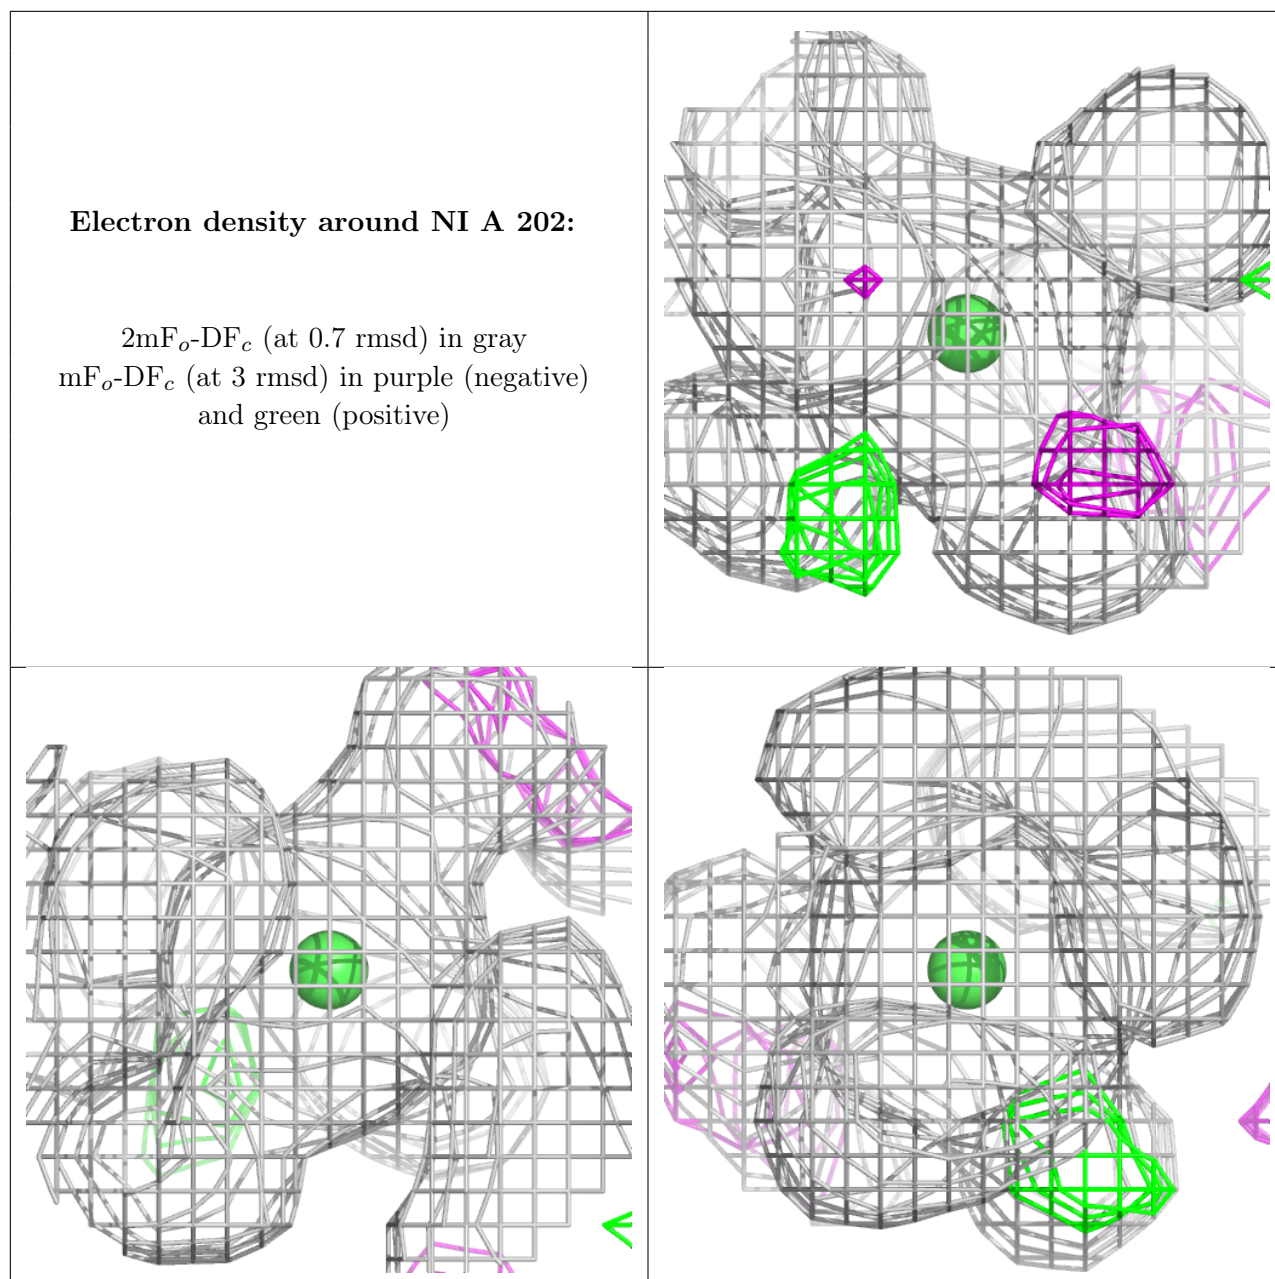 Electron density around NI A 202:
2mFo-DFc (at 0.7 rmsd) in gray
mFo-DFc (at 3 rmsd) in purple (negative)
and green (positive)